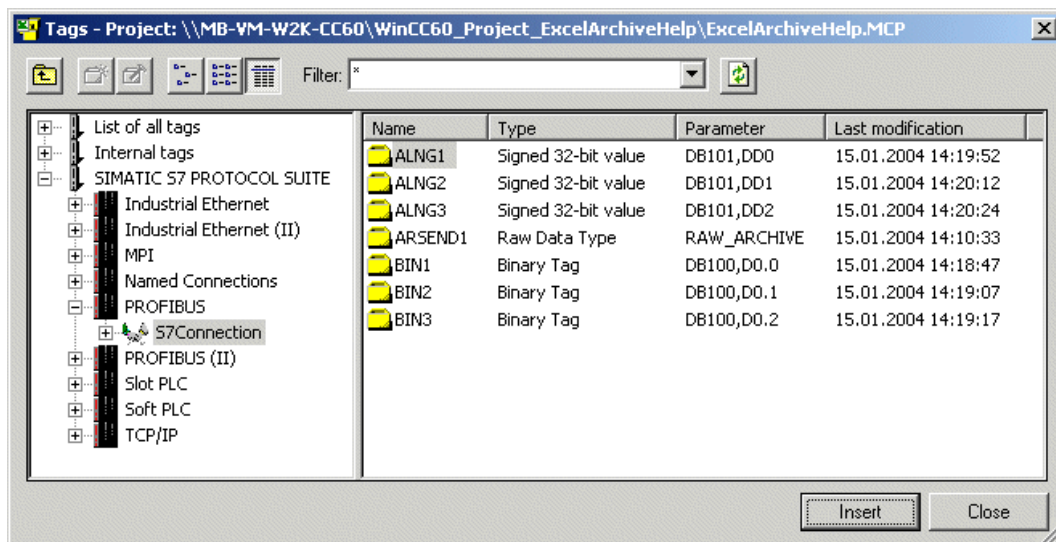 Tags - Project: \\MB-VM-W2K-CC60\WinCC60_Project_ExcelArchiveHelp\ExcelArchiveHelp.MCP
Filter: *
List of all tags
Internal tags
SIMATIC S7 PROTOCOL SUITE
Industrial Ethernet
Industrial Ethernet (II)
MPI
Named Connections
PROFIBUS
S7Connection
PROFIBUS (II)
Slot PLC
Soft PLC
TCP/IP
Name Type Parameter Last modification
ALNG1 Signed 32-bit value DB101,DD0 15.01.2004 14:19:52
ALNG2 Signed 32-bit value DB101,DD1 15.01.2004 14:20:12
ALNG3 Signed 32-bit value DB101,DD2 15.01.2004 14:20:24
ARSEND1 Raw Data Type RAW_ARCHIVE 15.01.2004 14:10:33
BIN1 Binary Tag DB100,D0.0 15.01.2004 14:18:47
BIN2 Binary Tag DB100,D0.1 15.01.2004 14:19:07
BIN3 Binary Tag DB100,D0.2 15.01.2004 14:19:17
Insert Close